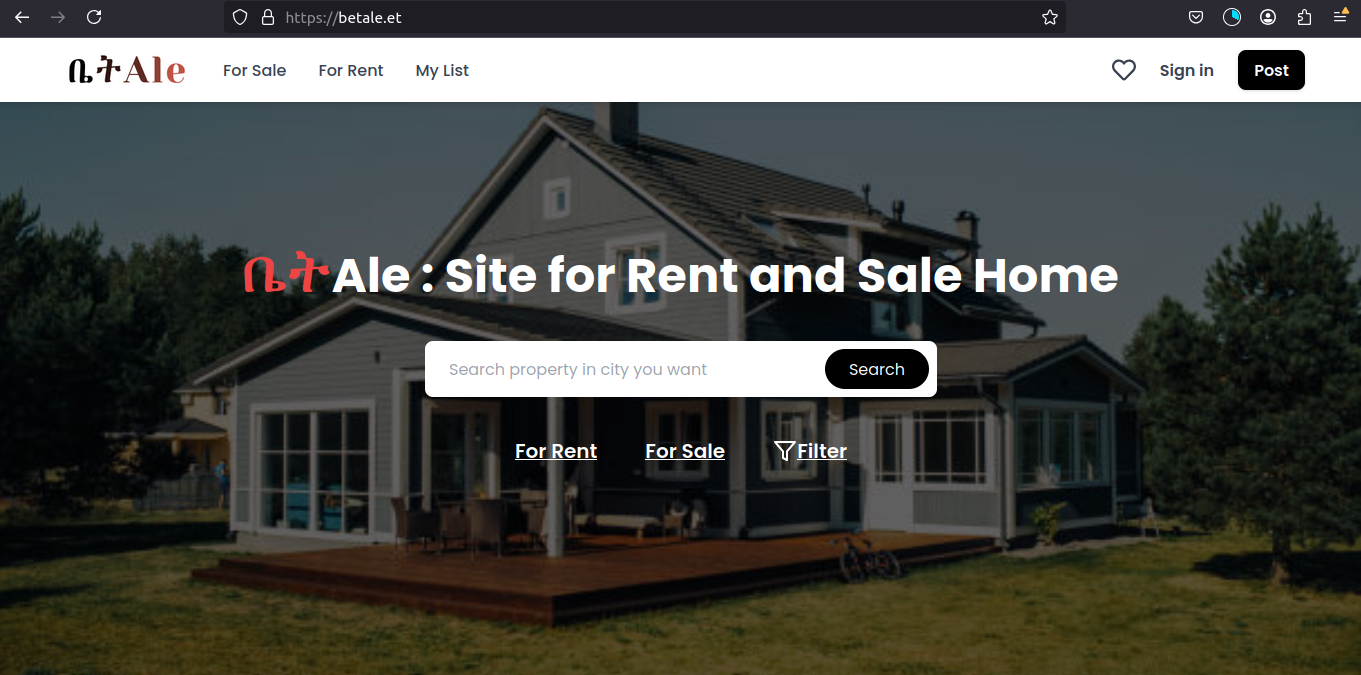 https://betale.et
ቤትAle For Sale For Rent My List Sign in Post
ቤትAle : Site for Rent and Sale Home
Search property in city you want Search
For Rent For Sale Filter